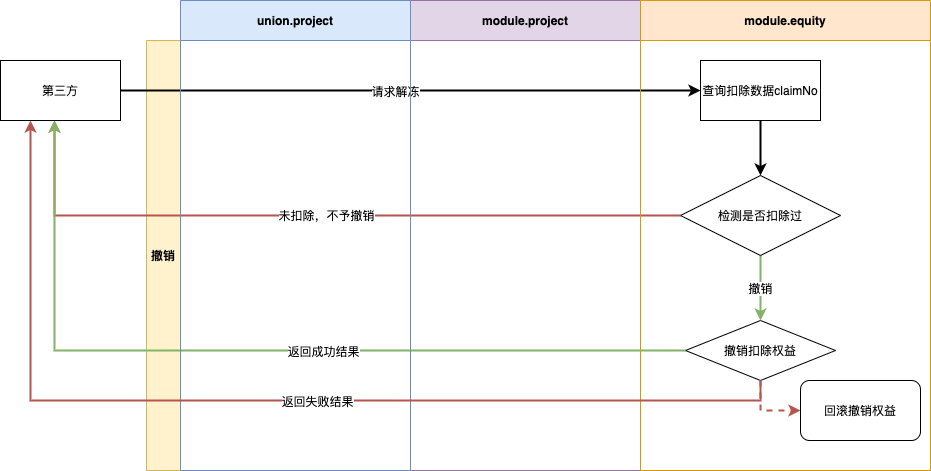 union.project
module.project
module.equity
第三方
请求解冻
查询扣除数据claimNo
未扣除，不予撤销
检测是否扣除过
撤销
撤销
返回成功结果
撤销扣除权益
返回失败结果
回滚撤销权益